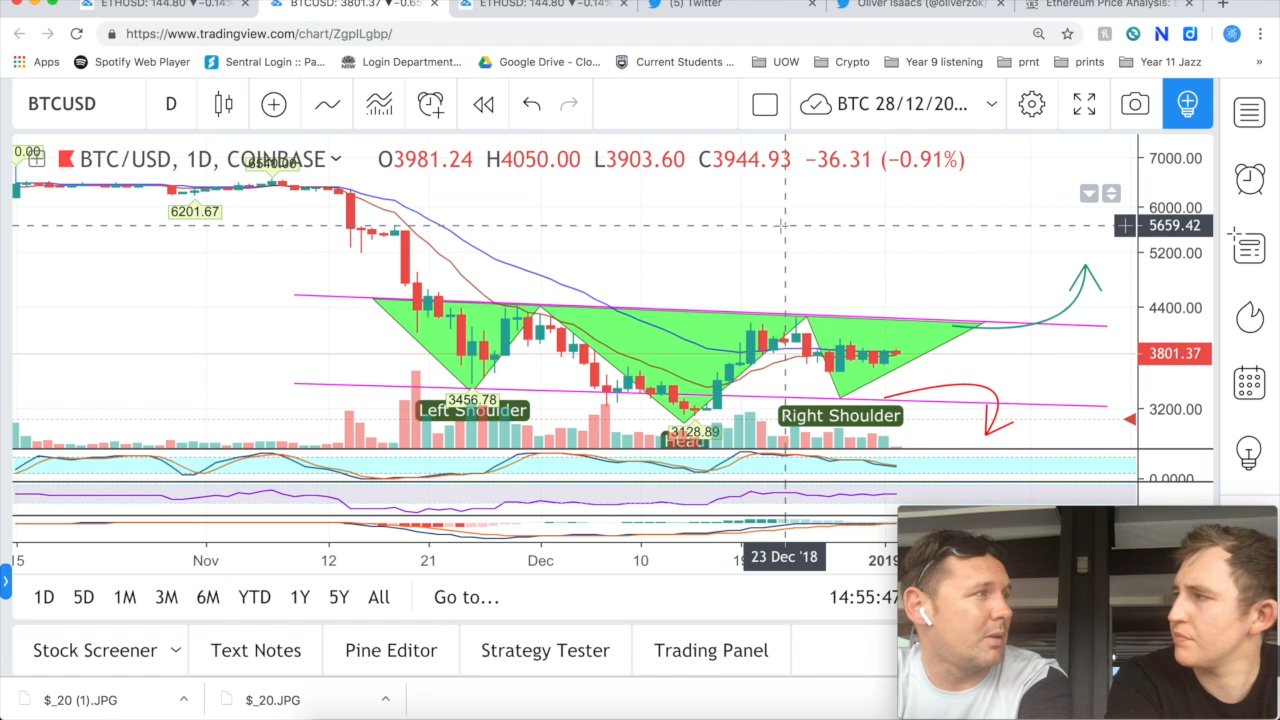 ETHUSD: 144.80 ▼−0.14%
BTCUSD: 3801.37 ▼−0.65
ETHUSD: 144.80 ▼−0.14%
(5) Twitter
Oliver Isaacs (@oliverzok)
Ethereum Price Analysis: E
https://www.tradingview.com/chart/ZgplLgbp/
Apps
Spotify Web Player
Sentral Login :: Pa...
Login Department...
Google Drive - Clo...
Current Students ...
UOW
Crypto
Year 9 listening
prnt
prints
Year 11 Jazz
»
BTCUSD
D
BTC 28/12/20...
0.00
BTC/USD, 1D, COINBASE
O3981.24 H4050.00 L3903.60 C3944.93 −36.31 (−0.91%)
7000.00
6201.67
6000.00
5659.42
5200.00
4400.00
3801.37
3456.78
Left Shoulder
3128.89
Head
Right Shoulder
3200.00
0.0000
15
Nov
12
21
Dec
10
19
23 Dec '18
2019
1D
5D
1M
3M
6M
YTD
1Y
5Y
All
Go to...
14:55:47
Stock Screener
Text Notes
Pine Editor
Strategy Tester
Trading Panel
$_20 (1).JPG
$_20.JPG